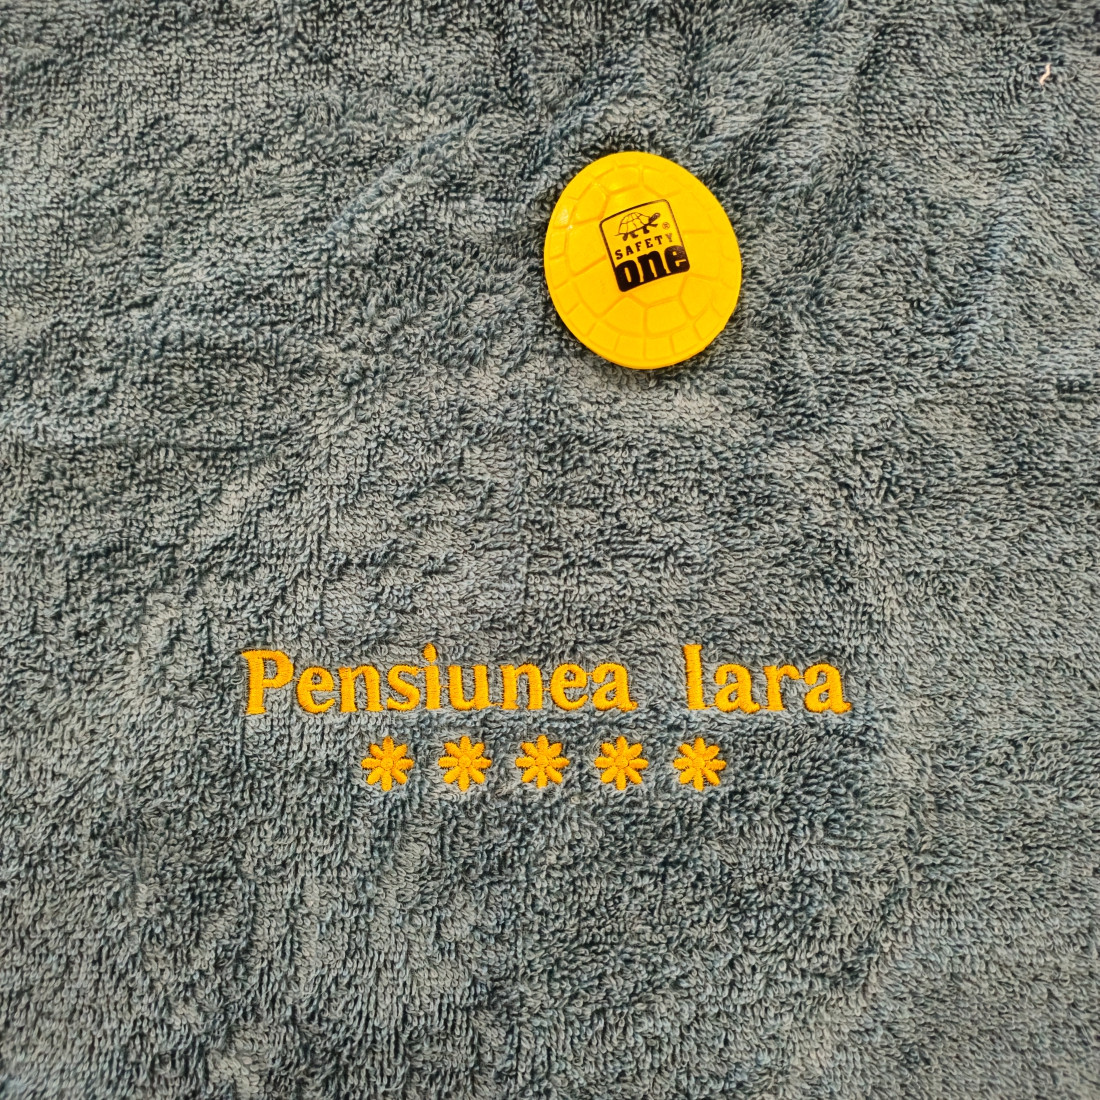 ®
SAFETY
one
Pensiunea Iara